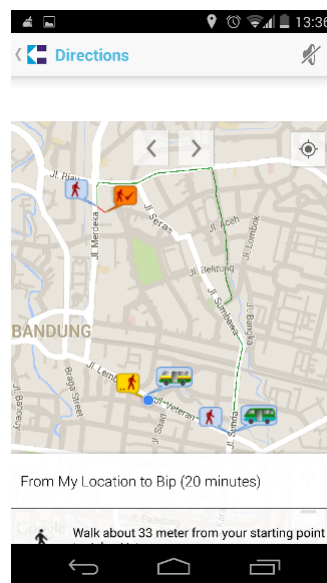 13:36
Directions
Jl. Riau
Jl. Merdeka
Jl. Seram
Jl. Aceh
Jl. Lombok
Jl. Belitung
Jl. Sumbawa
Jl. Bangka
BANDUNG
Jl. Lemb
Braga Street
Jl. Banceuy
Jl. Veteran
Jl. Sunda
From My Location to Bip (20 minutes)
Walk about 33 meter from your starting point